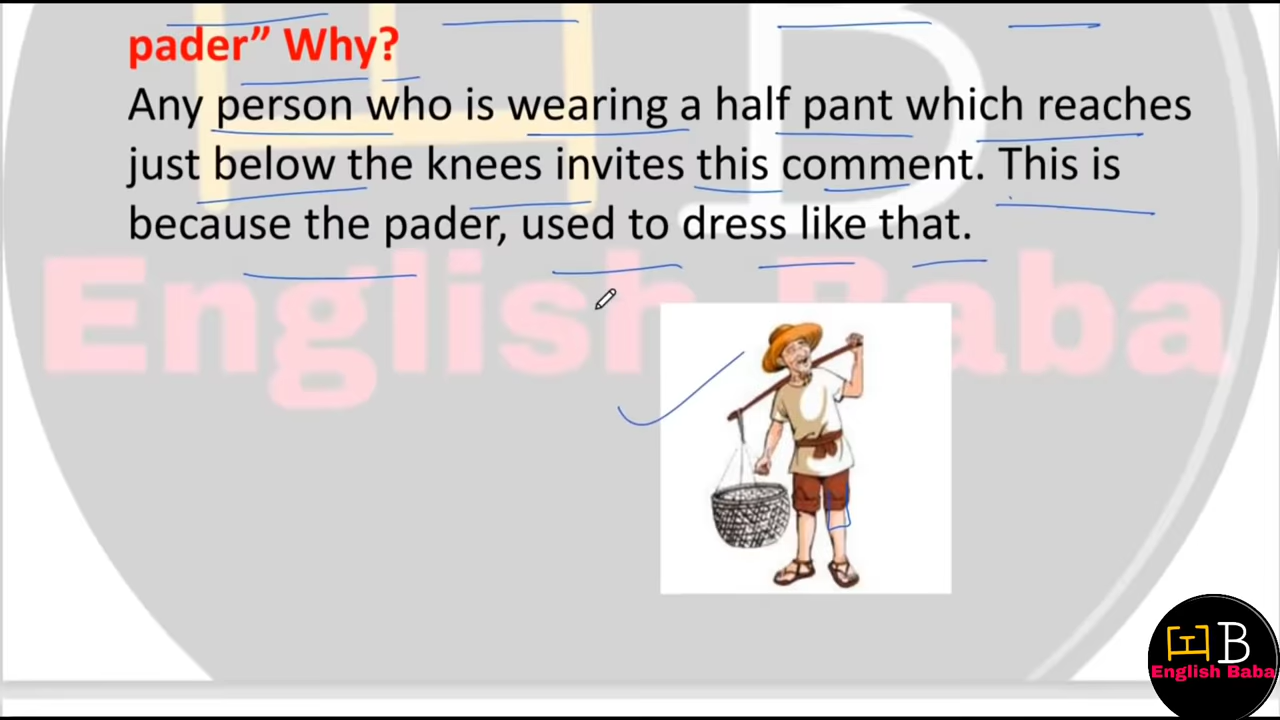 pader” Why?
Any person who is wearing a half pant which reaches
just below the knees invites this comment. This is
because the pader, used to dress like that.
English Baba
HB
English Baba